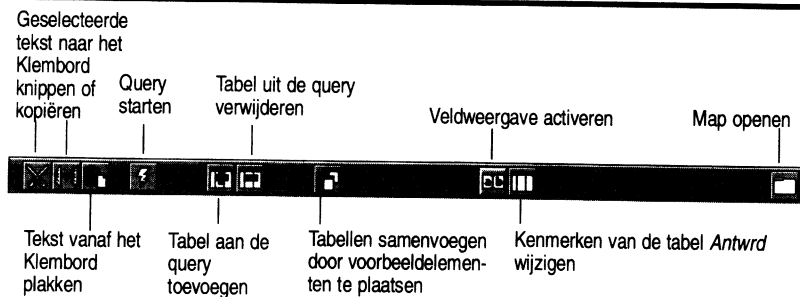 Geselecteerde
tekst naar het
Klembord
knippen of
kopiëren
Query
starten
Tabel uit de query
verwijderen
Veldweergave activeren
Map openen
Tekst vanaf het
Klembord
plakken
Tabel aan de
query
toevoegen
Tabellen samenvoegen
door voorbeeldelemen-
ten te plaatsen
Kenmerken van de tabel Antwrd
wijzigen